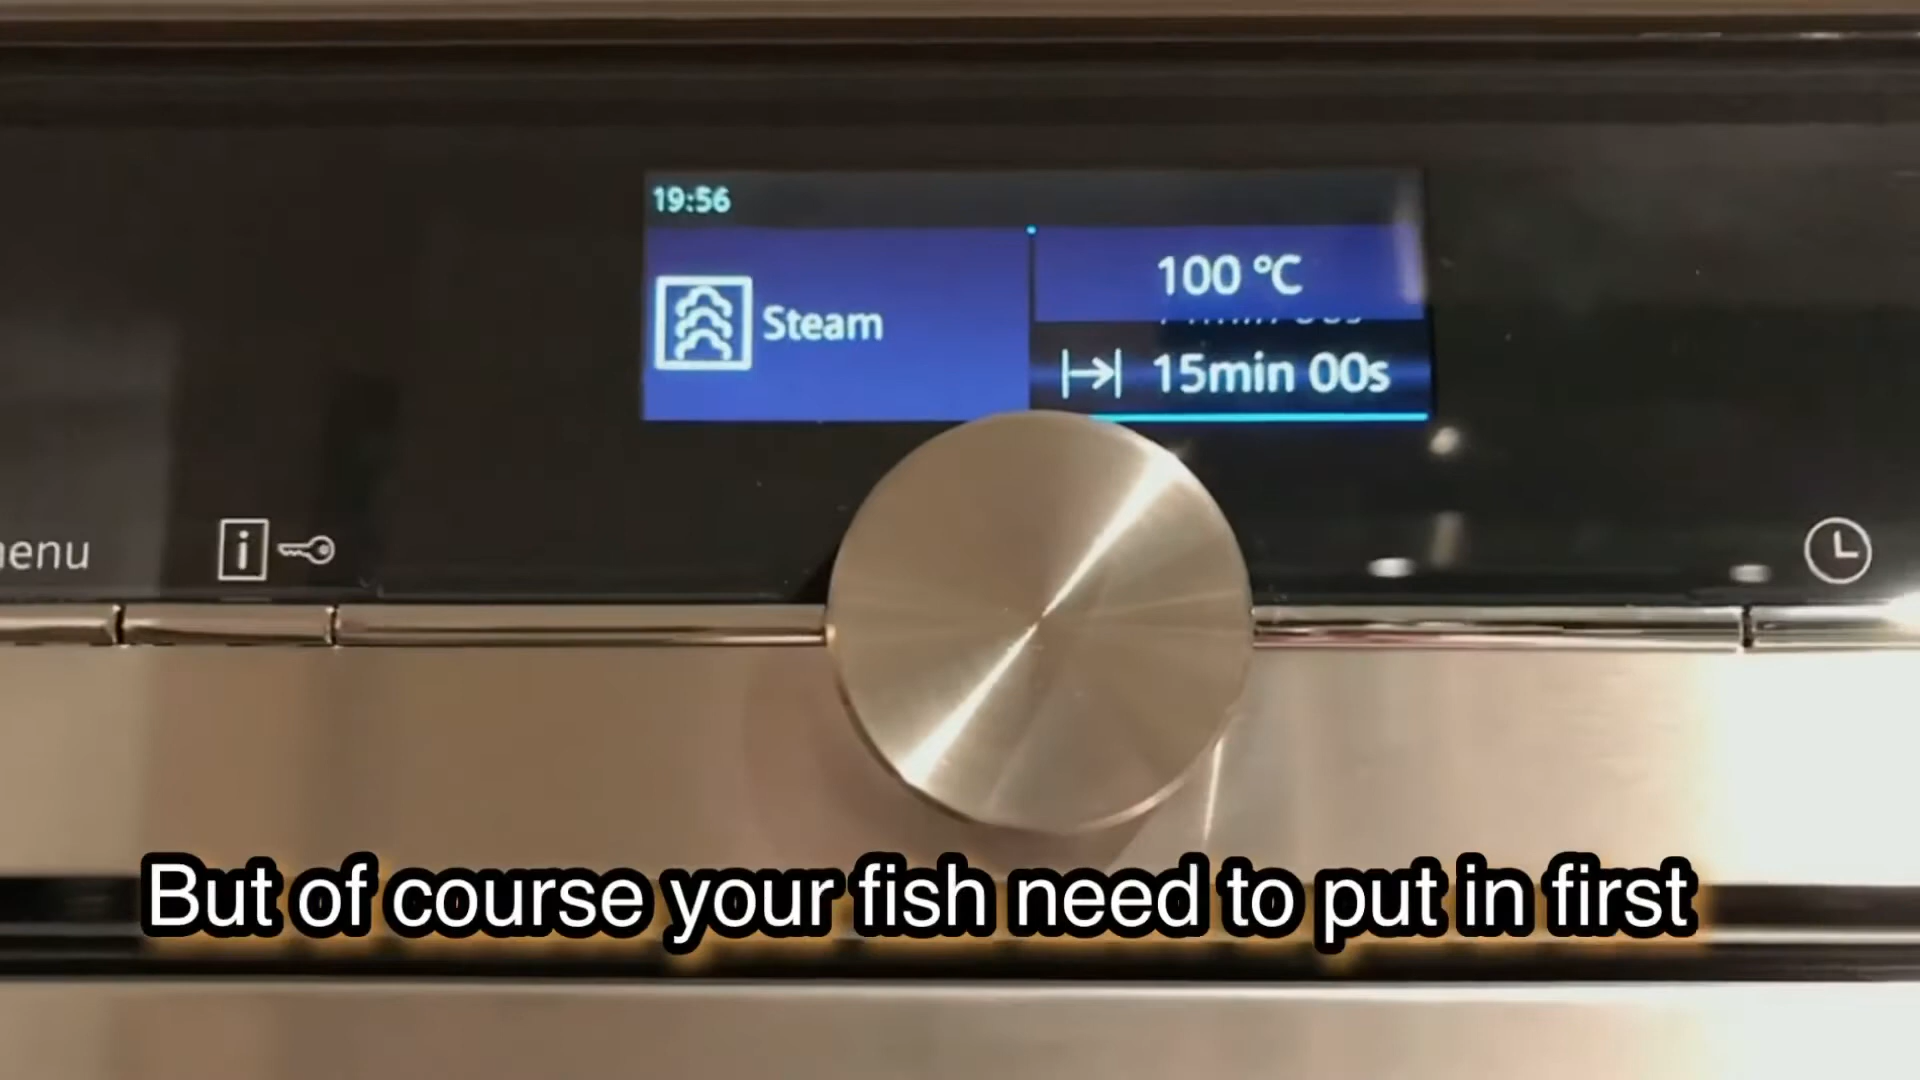 19:56
Steam
100 °C
15min 00s
enu
i
But of course your fish need to put in first